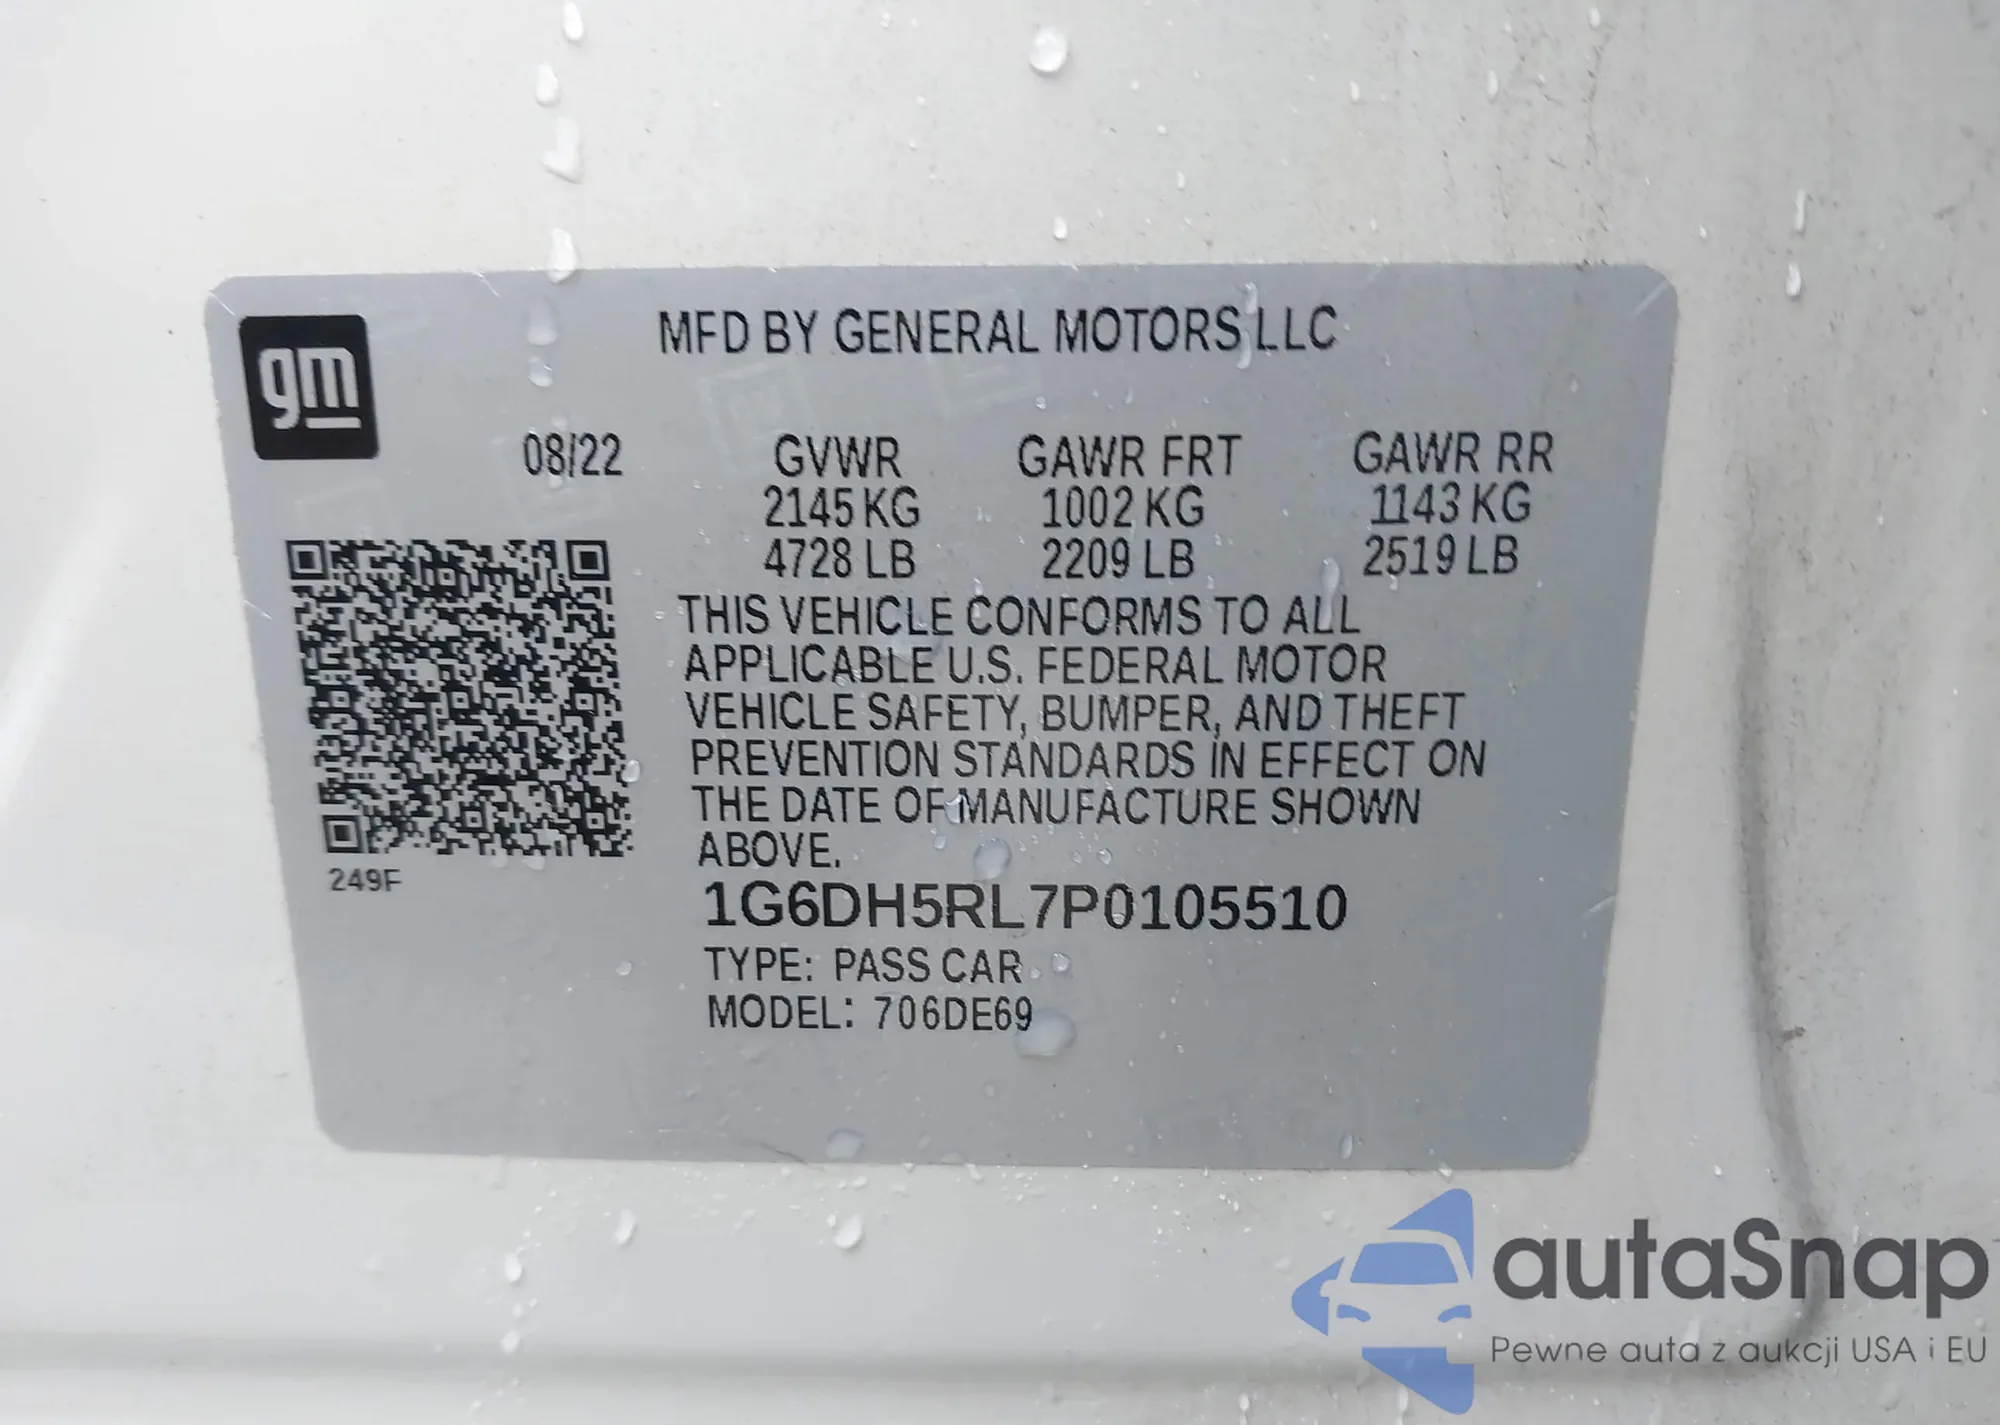 gm
MFD BY GENERAL MOTORS LLC
08/22 GVWR GAWR FRT GAWR RR
2145 KG 1002 KG 1143 KG
4728 LB 2209 LB 2519 LB
THIS VEHICLE CONFORMS TO ALL
APPLICABLE U.S. FEDERAL MOTOR
VEHICLE SAFETY, BUMPER, AND THEFT
PREVENTION STANDARDS IN EFFECT ON
THE DATE OF MANUFACTURE SHOWN
ABOVE.
249F
1G6DH5RL7P0105510
TYPE: PASS CAR
MODEL: 706DE69
autaSnap
Pewne auta z aukcji USA i EU